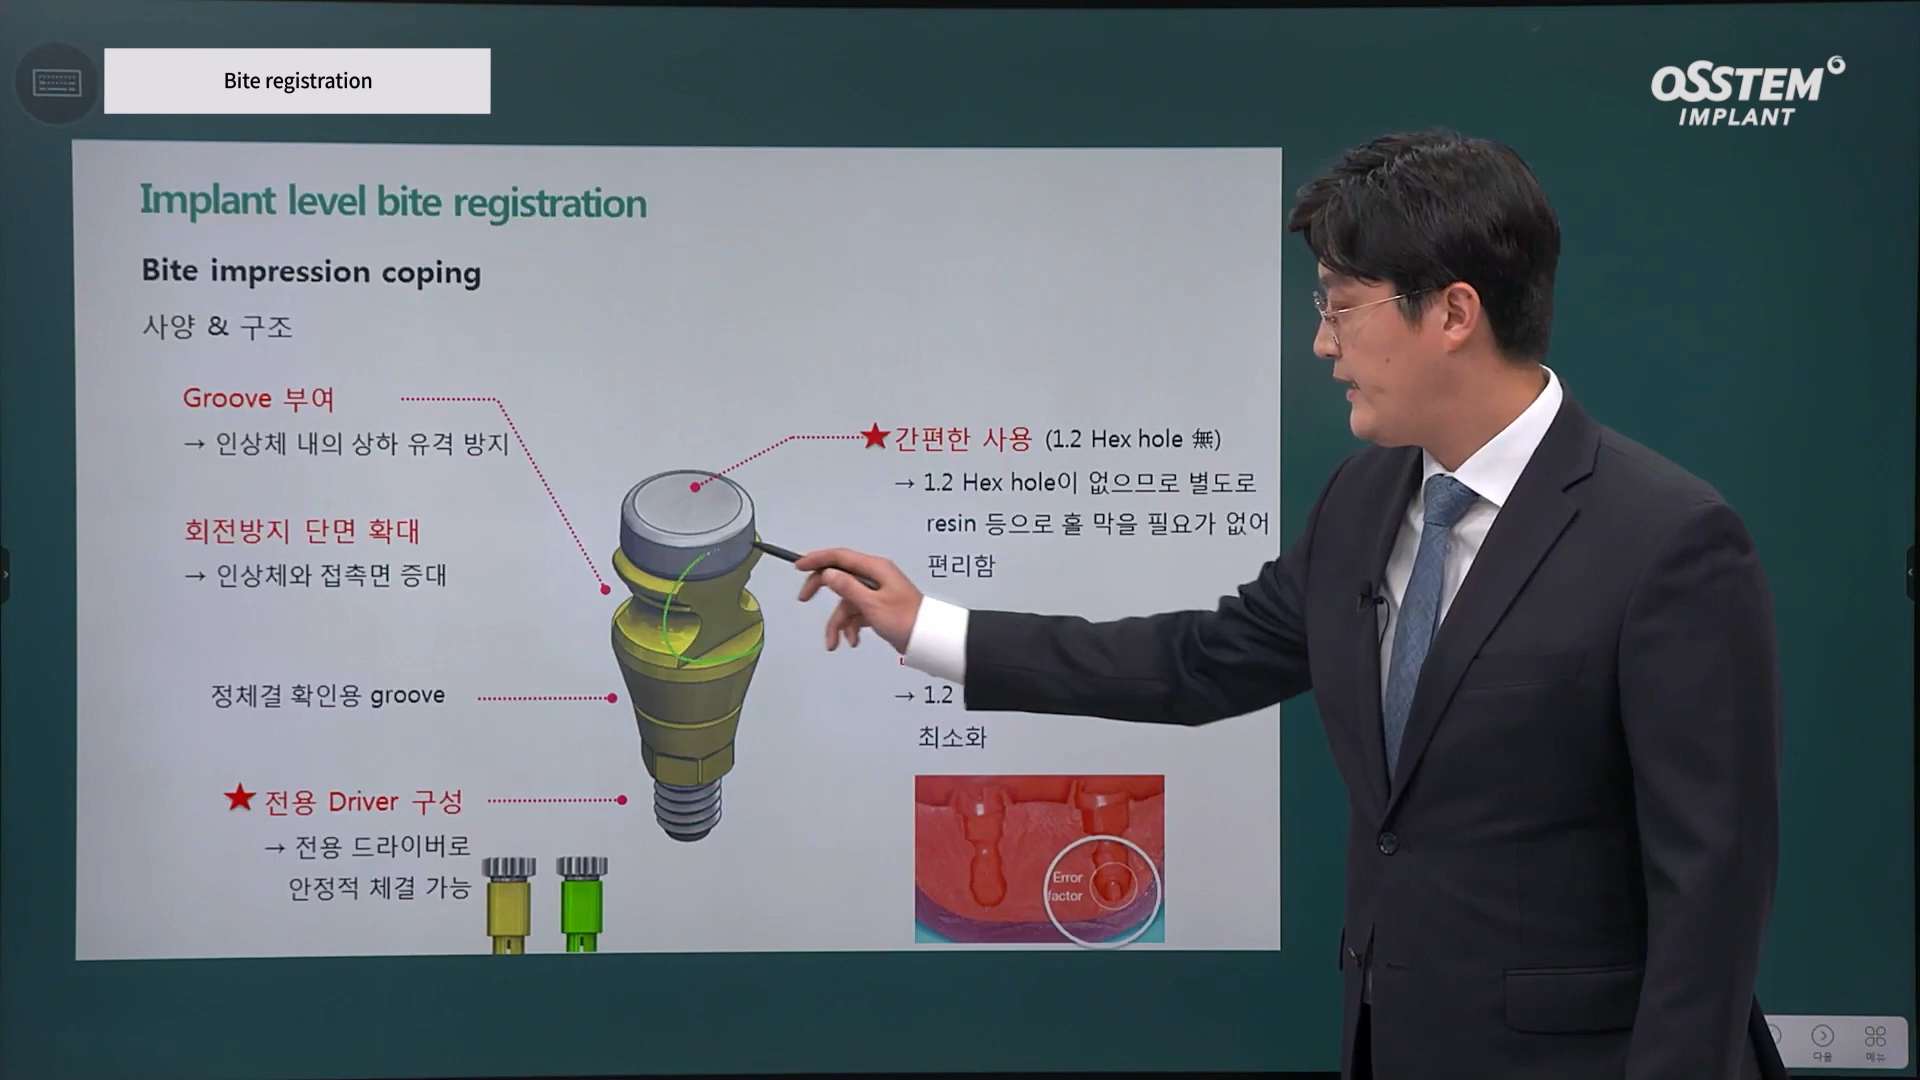 Bite registration
OSSTEM
IMPLANT
Implant level bite registration
Bite impression coping
사양 & 구조
Groove 부여
→ 인상체 내의 상하 유격 방지
회전방지 단면 확대
→ 인상체와 접촉면 증대
정체결 확인용 groove
★ 전용 Driver 구성
→ 전용 드라이버로
안정적 체결 가능
★ 간편한 사용 (1.2 Hex hole 無)
→ 1.2 Hex hole이 없으므로 별도로
resin 등으로 홀 막을 필요가 없어
편리함
→ 1.2
최소화
Error
factor
다음
메뉴